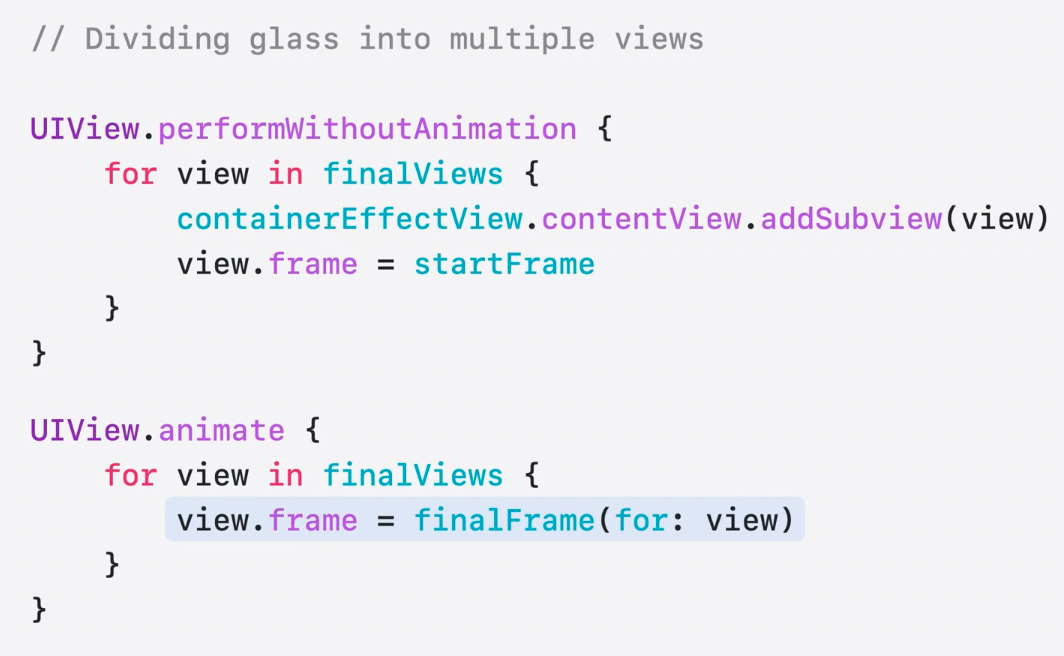 // Dividing glass into multiple views
UIView.performWithoutAnimation {
    for view in finalViews {
        containerEffectView.contentView.addSubview(view)
        view.frame = startFrame
    }
}
UIView.animate {
    for view in finalViews {
        view.frame = finalFrame(for: view)
    }
}